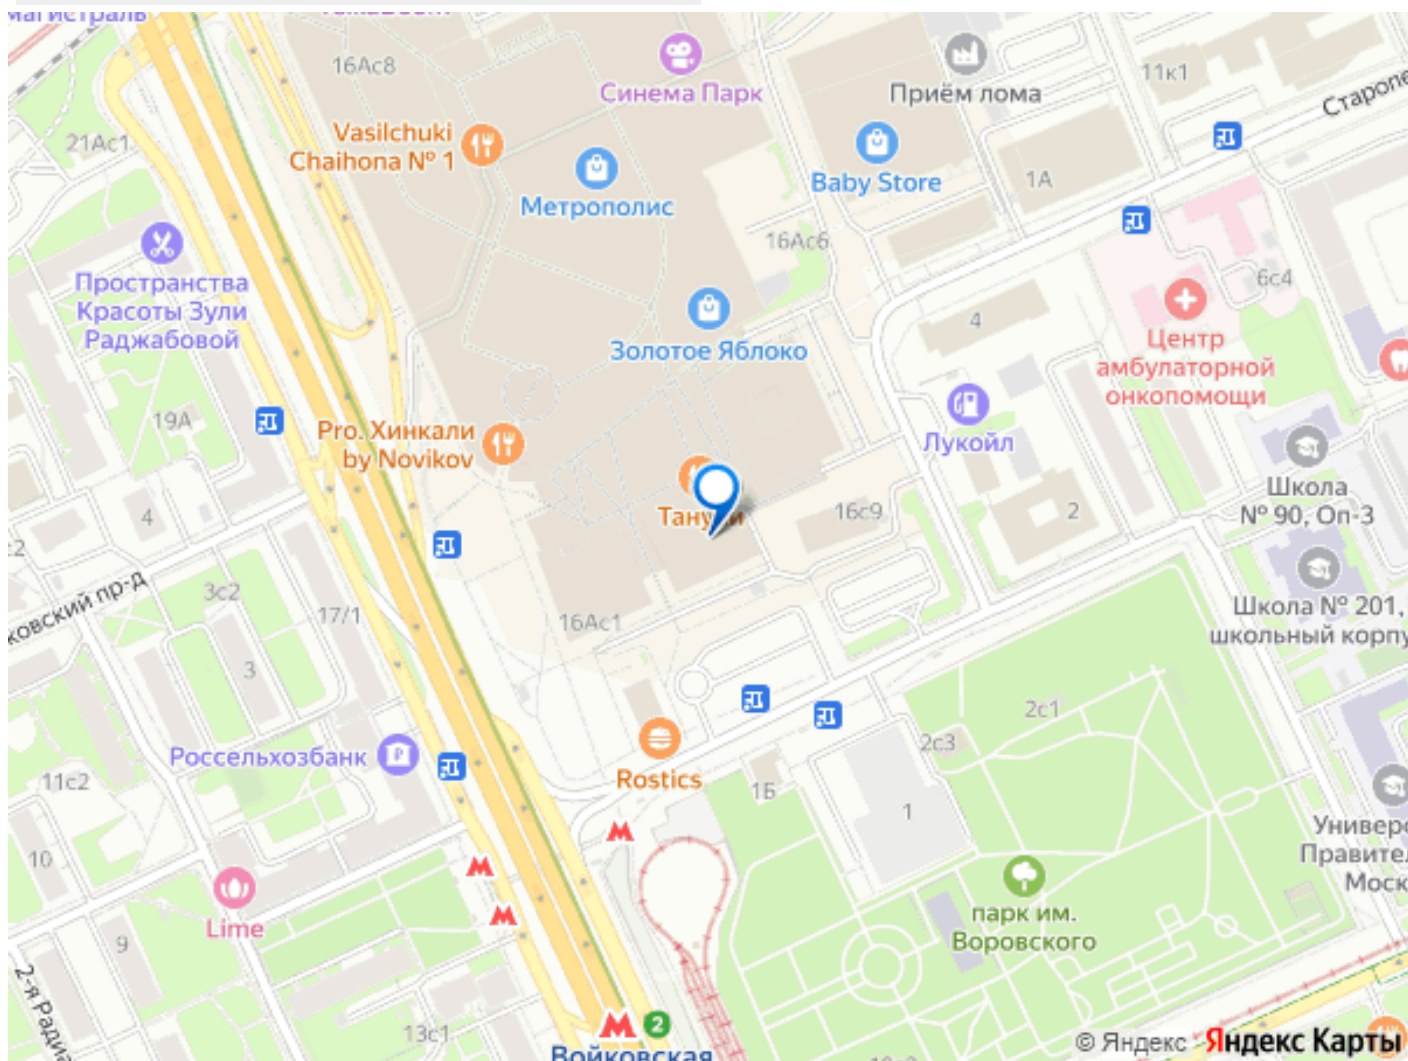 магистраль
16Ас8
Синема Парк
Приём лома
11к1
Старопе
21Ас1
Vasilchuki
Chaihona № 1
Метрополис
Baby Store
1А
16Ас6
6с4
Пространства
Красоты Зули
Раджабовой
Золотое Яблоко
4
Центр
амбулаторной
онкопомощи
19А
Pro. Хинкали
by Novikov
Лукойл
Школа
№ 90, Оп-3
4
16с9
2
ковский пр-д
3с2
17/1
16Ас1
Школа № 201,
школьный корпу
3
2с1
2с3
Россельхозбанк
Rostics
11с2
1Б
1
Универс
Правител
Моск
10
Lime
парк им.
Воровского
9
2-я Радиа
13с1
2
Войковская
© Яндекс Яндекс Карты